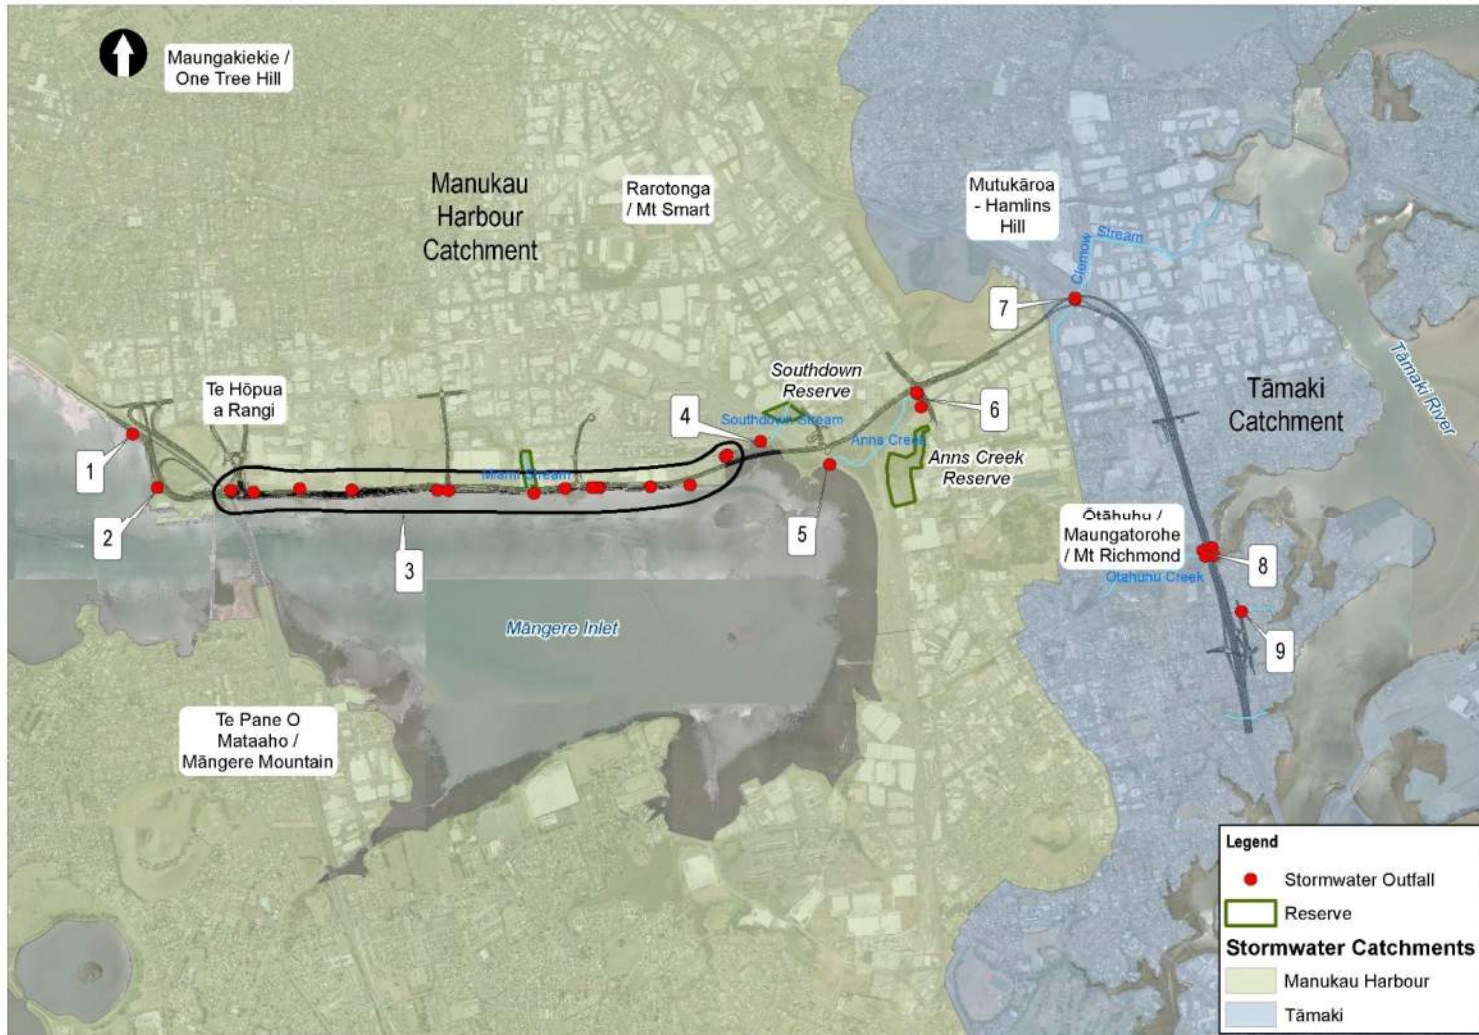 Maungakiekie /
One Tree Hill
Manukau
Harbour
Catchment
Rarotonga
/ Mt Smart
Mutukāroa
- Hamlins
Hill
Clemow
Stream
7
Tāmaki River
Te Hōpua
a Rangi
Southdown
Reserve
Tāmaki
Catchment
4
Southdown Stream
6
1
Anns Creek
Anns Creek
Reserve
Miami Stream
2
3
5
Ōtāhuhu /
Maungatorohe
/ Mt Richmond
8
Otahuhu Creek
Māngere Inlet
9
Te Pane O
Mataaho /
Māngere Mountain
Legend
Stormwater Outfall
Reserve
Stormwater Catchments
Manukau Harbour
Tāmaki